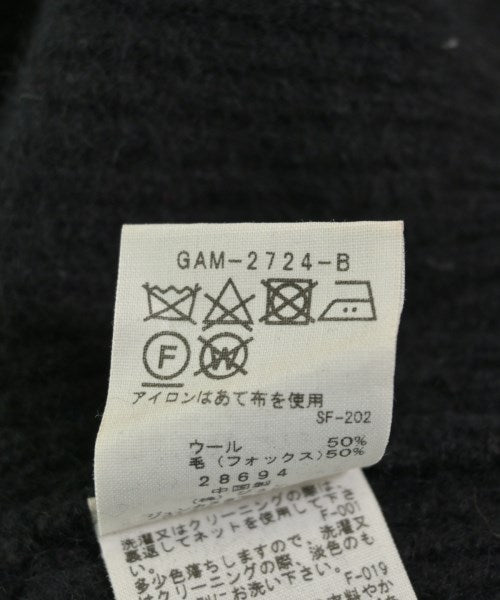 GAM-2724-B
F W
アイロンはあて布を使用
SF-202
ウール 50%
毛(フォックス)50%
28694
中国製
(株)
洗濯又はクリーニングの際は、
裏返してネットを使用して下さ
い。 F-001
多少色落ちしますので、淡色のも
はクリーニングの際、
にお洗い下さい。
F-019